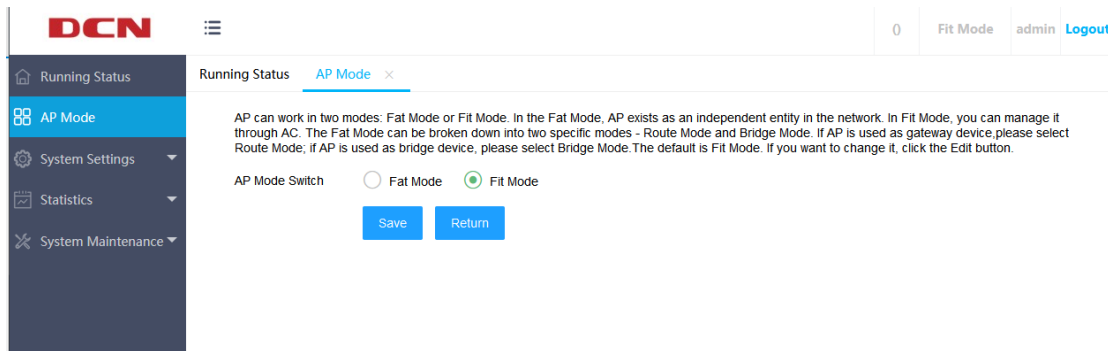 DCN
() Fit Mode admin Logout
Running Status
AP Mode
System Settings
Statistics
System Maintenance
Running Status AP Mode ×
AP can work in two modes: Fat Mode or Fit Mode. In the Fat Mode, AP exists as an independent entity in the network. In Fit Mode, you can manage it
through AC. The Fat Mode can be broken down into two specific modes - Route Mode and Bridge Mode. If AP is used as gateway device,please select
Route Mode; if AP is used as bridge device, please select Bridge Mode.The default is Fit Mode. If you want to change it, click the Edit button.
AP Mode Switch Fat Mode Fit Mode
Save Return